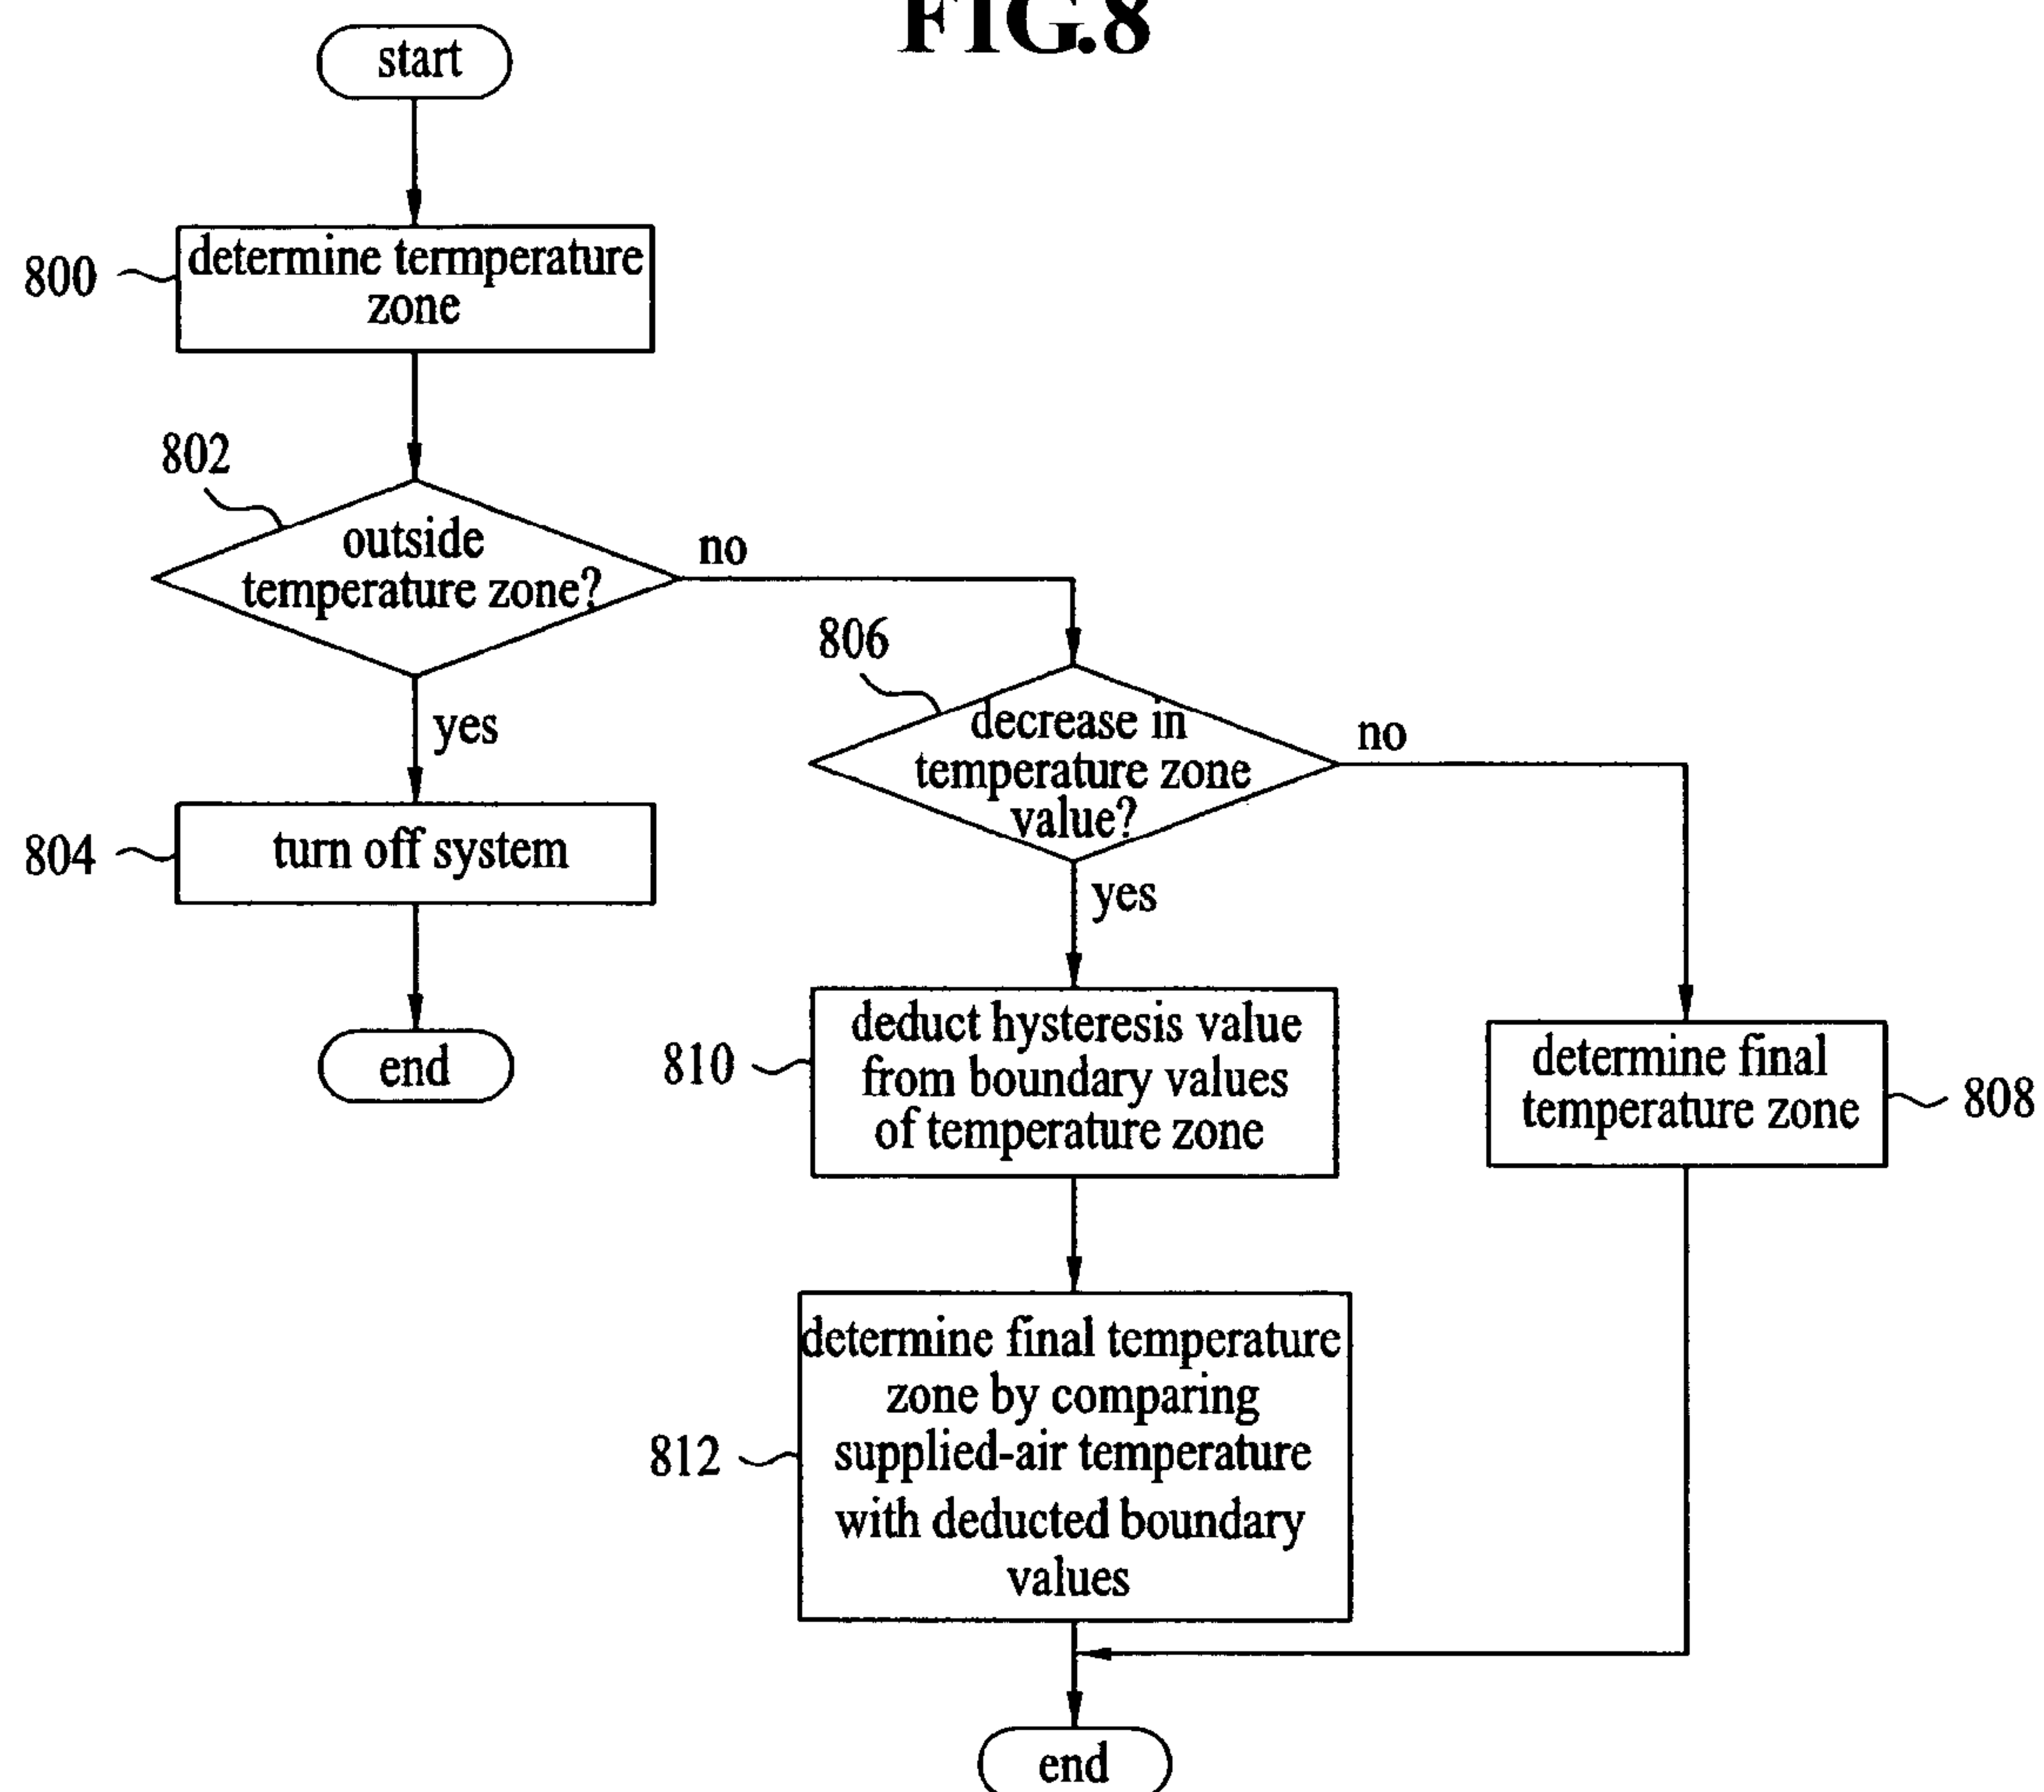 FIG.8
start
800
determine termperature
zone
802
outside
temperature zone?
no
yes
804
turn off system
end
806
decrease in
temperature zone
value?
no
yes
810
deduct hysteresis value
from boundary values
of temperature zone
determine final
temperature zone
808
812
determine final temperature
zone by comparing
supplied-air temperature
with deducted boundary
values
end